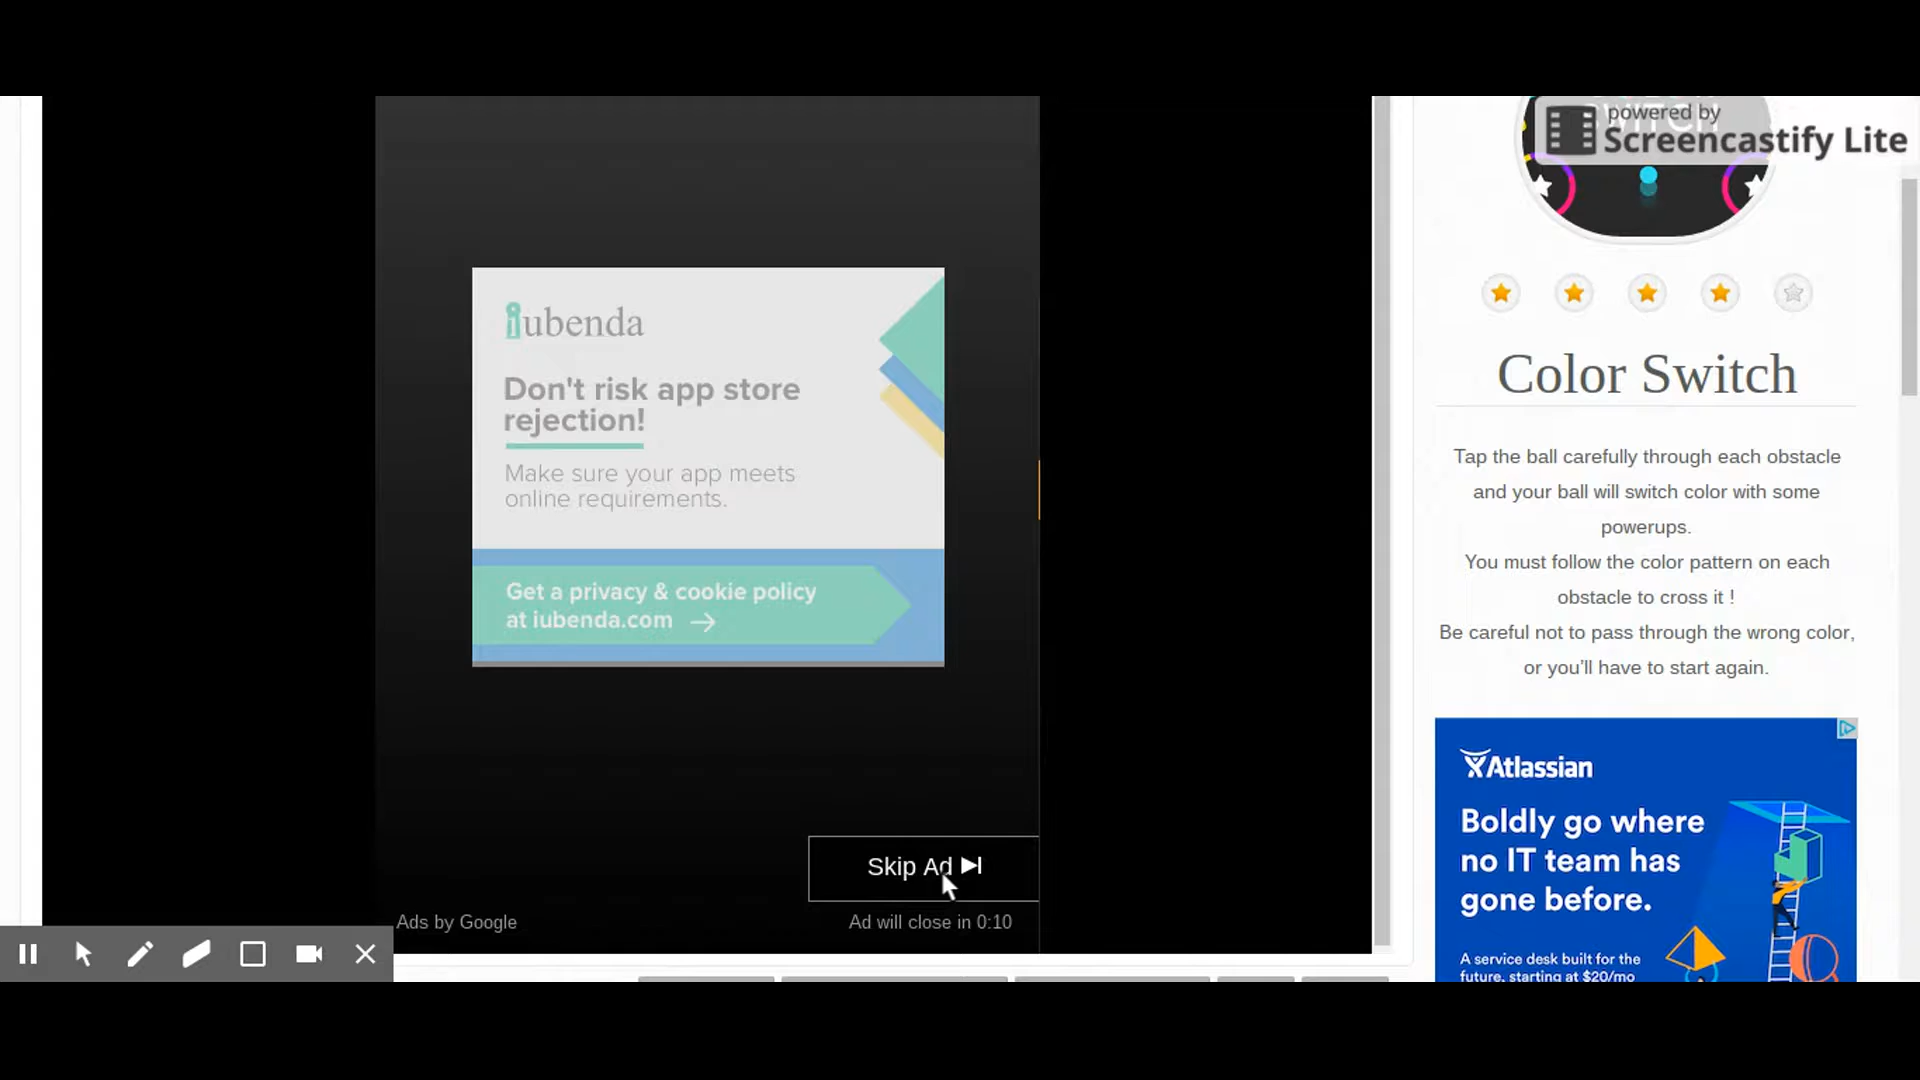 SWITCH
powered by
Screencastify Lite
iubenda
Don't risk app store
rejection!
Make sure your app meets
online requirements.
Get a privacy & cookie policy
at iubenda.com →
Skip Ad
Ads by Google
Ad will close in 0:10
Color Switch
Tap the ball carefully through each obstacle
and your ball will switch color with some
powerups.
You must follow the color pattern on each
obstacle to cross it !
Be careful not to pass through the wrong color,
or you’ll have to start again.
Atlassian
Boldly go where
no IT team has
gone before.
A service desk built for the
future, starting at $20/mo